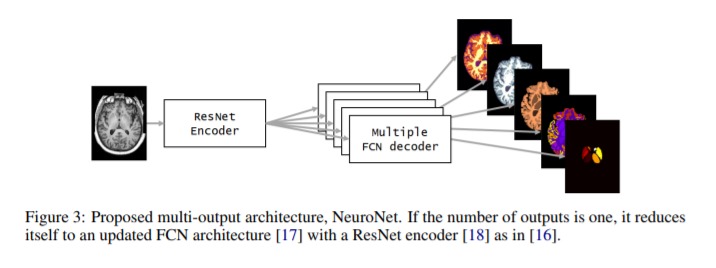 ResNet
Encoder
Multiple
FCN decoder
Figure 3: Proposed multi-output architecture, NeuroNet. If the number of outputs is one, it reduces
itself to an updated FCN architecture [17] with a ResNet encoder [18] as in [16].